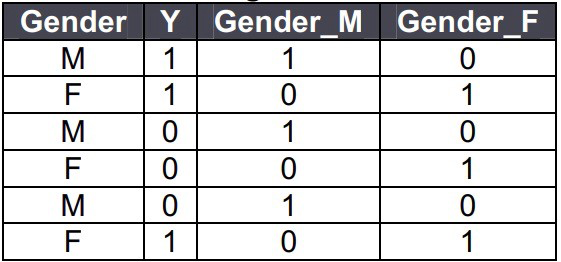 Gender Y Gender_M Gender_F
M 1 1 0
F 1 0 1
M 0 1 0
F 0 0 1
M 0 1 0
F 1 0 1